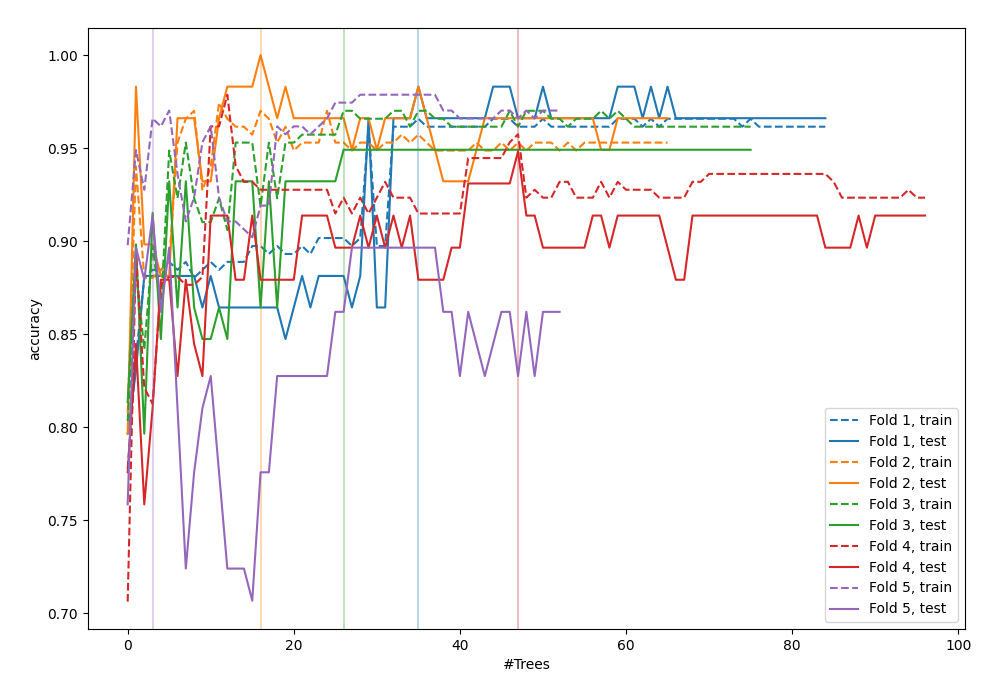 1.00
0.95
0.90
0.85
0.80
0.75
0.70
accuracy
0
20
40
60
80
100
#Trees
Fold 1, train
Fold 1, test
Fold 2, train
Fold 2, test
Fold 3, train
Fold 3, test
Fold 4, train
Fold 4, test
Fold 5, train
Fold 5, test